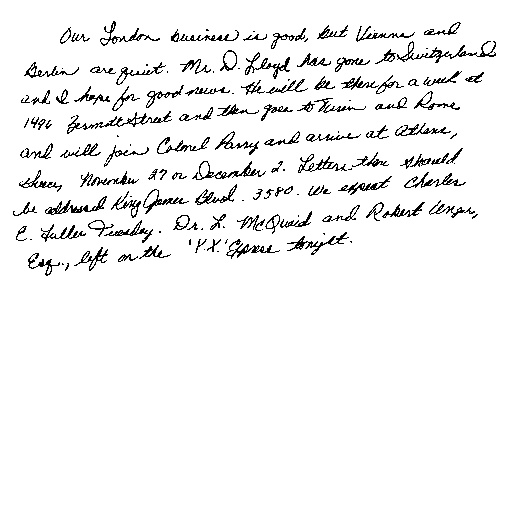 Our London business is good, but Vienna and
Berlin are quiet. Mr. D. Lloyd has gone to Switzerland
and I hope for good news. He will be there for a week at
1496 Zermott Street and then goes to Turin and Rome
and will join Colonel Parry and arrive at Athens,
Greece, November 27 or December 2. Letters there should
be addressed King James Blvd. 3580. We expect Charles
E. Fuller Tuesday. Dr. L. McQuaid and Robert Unger,
Esq., left on the 'Y.X.' Express tonight.